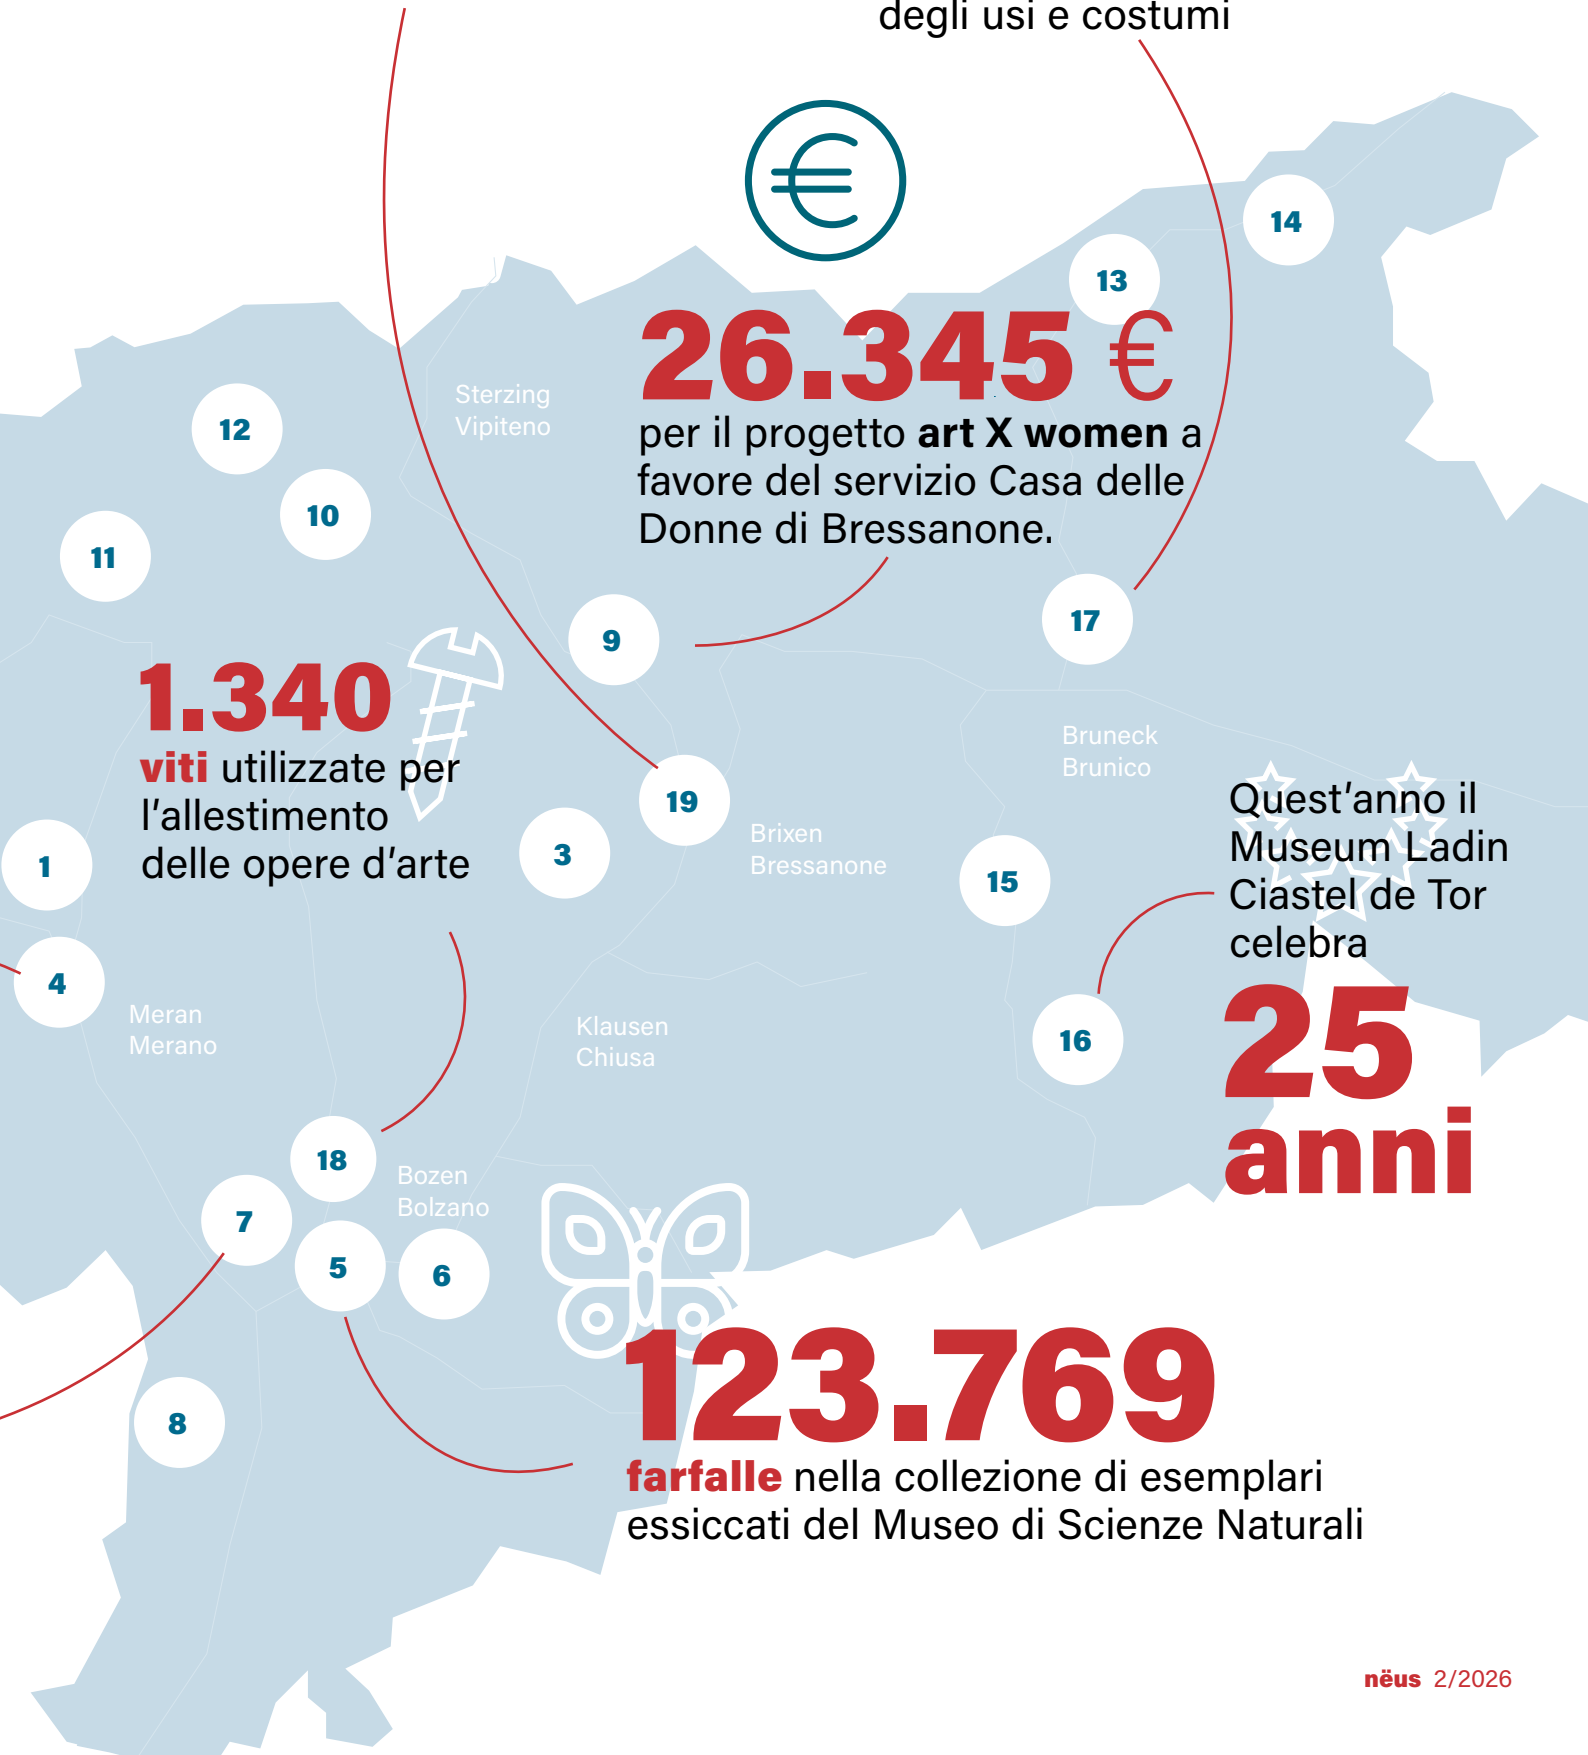 degli usi e costumi
14
13
26.345 €
per il progetto art X women a
favore del servizio Casa delle
Donne di Bressanone.
Sterzing
Vipiteno
12
10
11
9
17
1.340
viti utilizzate per
l’allestimento
delle opere d’arte
Bruneck
Brunico
19
3
1
Brixen
Bressanone
15
Quest’anno il
Museum Ladin
Ciastel de Tor
celebra
25
anni
4
Meran
Merano
Klausen
Chiusa
16
18
Bozen
Bolzano
7
5
6
123.769
farfalle nella collezione di esemplari
essiccati del Museo di Scienze Naturali
8
nëus 2/2026